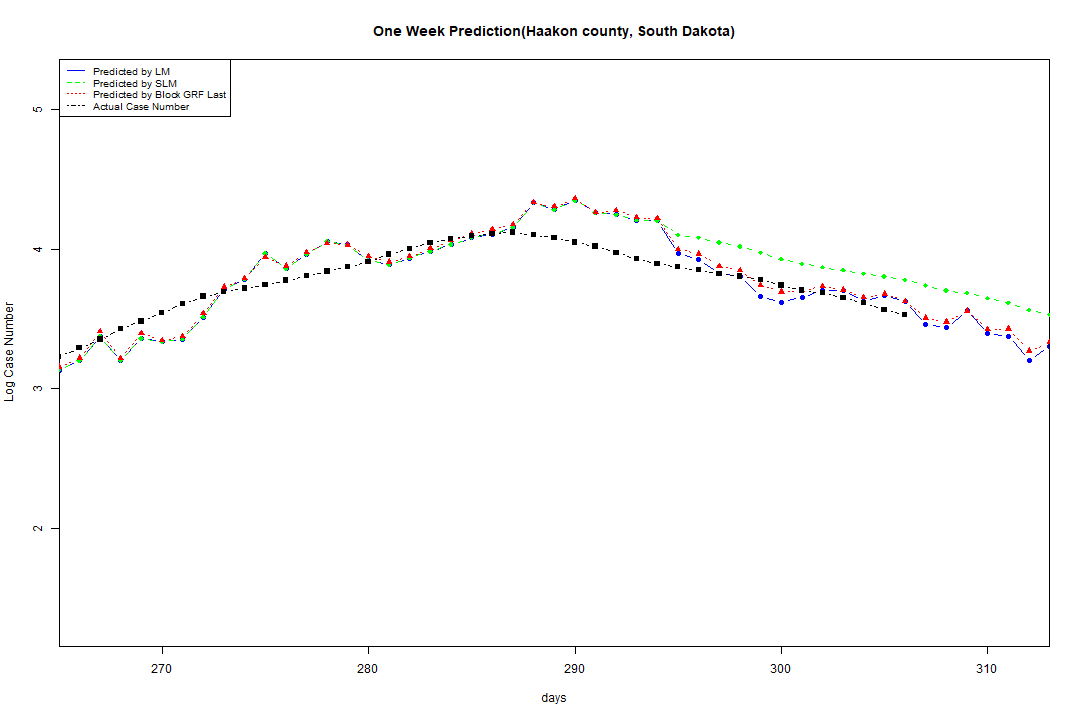 One Week Prediction(Haakon county, South Dakota)
Predicted by LM
Predicted by SLM
Predicted by Block GRF Last
Actual Case Number
5
4
3
2
Log Case Number
270 280 290 300 310
days